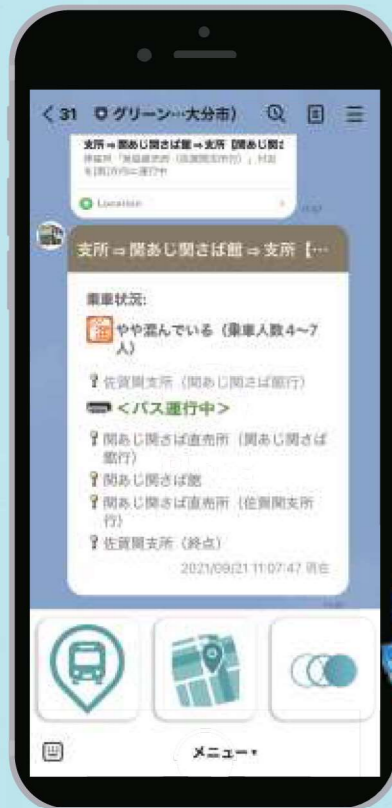 31
グリーン…大分市)
支所⇒関あじ関さば館⇒支所【関あじ関さ
Location
支所⇒関あじ関さば館⇒支所【…
乗車状況:
混
やや混んでいる（乗車人数4〜7
人）
佐賀関支所（関あじ関さば館行）
＜バス運行中＞
関あじ関さば直売所（関あじ関さば
館行）
関あじ関さば館
関あじ関さば直売所（佐賀関支所
行）
佐賀関支所（終点）
2021/09/21 11:07:47 現在
メニュー▾